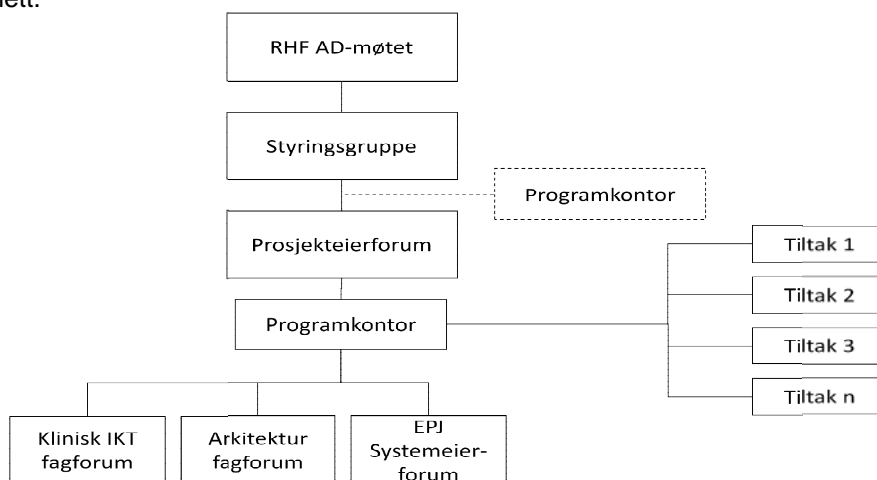 RHF AD-møtet
Styringsgruppe
Programkontor
Prosjekteierforum
Tiltak 1
Tiltak 2
Programkontor
Tiltak 3
Tiltak n
Klinisk IKT
fagforum
Arkitektur
fagforum
EPJ
Systemeier-
forum